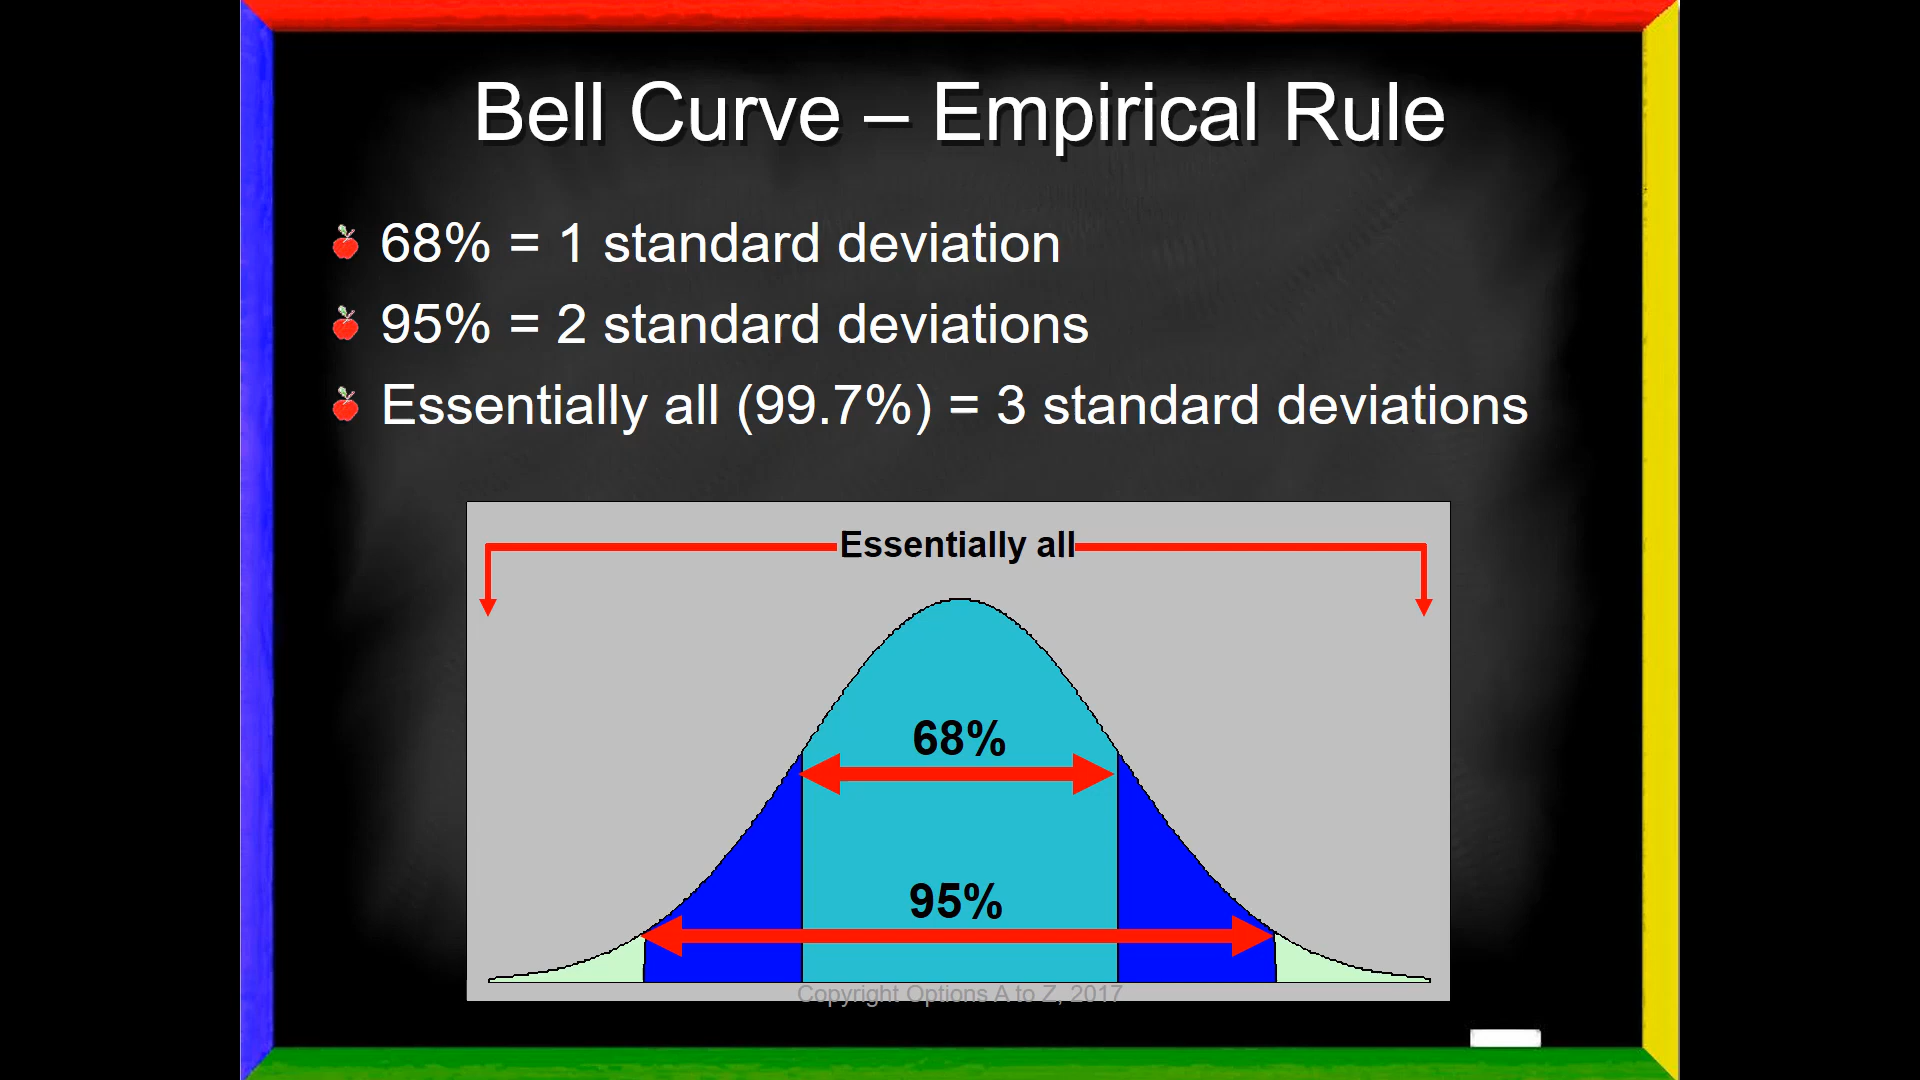 Bell Curve – Empirical Rule
68% = 1 standard deviation
95% = 2 standard deviations
Essentially all (99.7%) = 3 standard deviations
Essentially all
68%
95%
Copyright Options A to Z, 2017